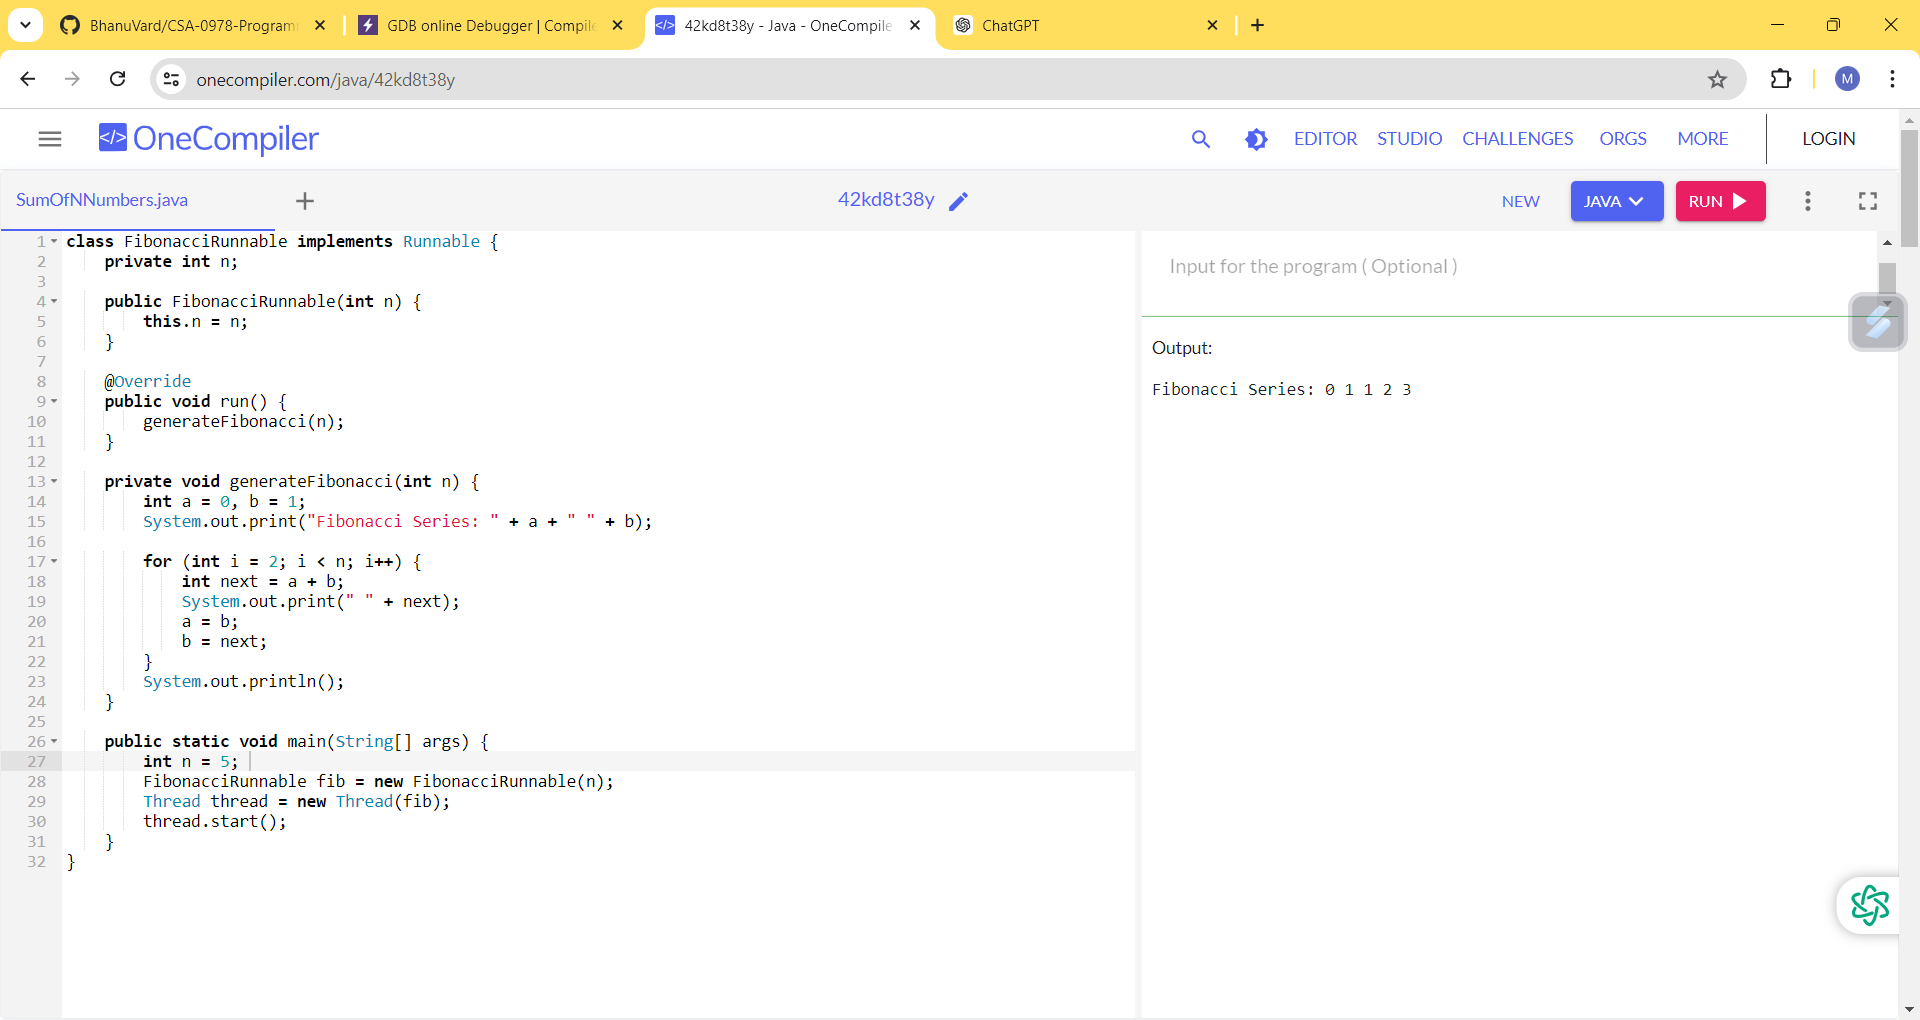 BhanuVard/CSA-0978-Programm
GDB online Debugger | Compile
42kd8t38y - Java - OneCompile
ChatGPT
onecompiler.com/java/42kd8t38y
M
</> OneCompiler
EDITOR STUDIO CHALLENGES ORGS MORE LOGIN
SumOfNNumbers.java
42kd8t38y
NEW JAVA RUN
1 class FibonacciRunnable implements Runnable {
2     private int n;
3
4     public FibonacciRunnable(int n) {
5         this.n = n;
6     }
7
8     @Override
9     public void run() {
10         generateFibonacci(n);
11     }
12
13     private void generateFibonacci(int n) {
14         int a = 0, b = 1;
15         System.out.print("Fibonacci Series: " + a + " " + b);
16
17         for (int i = 2; i < n; i++) {
18             int next = a + b;
19             System.out.print(" " + next);
20             a = b;
21             b = next;
22         }
23         System.out.println();
24     }
25
26     public static void main(String[] args) {
27         int n = 5;
28         FibonacciRunnable fib = new FibonacciRunnable(n);
29         Thread thread = new Thread(fib);
30         thread.start();
31     }
32 }
Input for the program ( Optional )
Output:
Fibonacci Series: 0 1 1 2 3